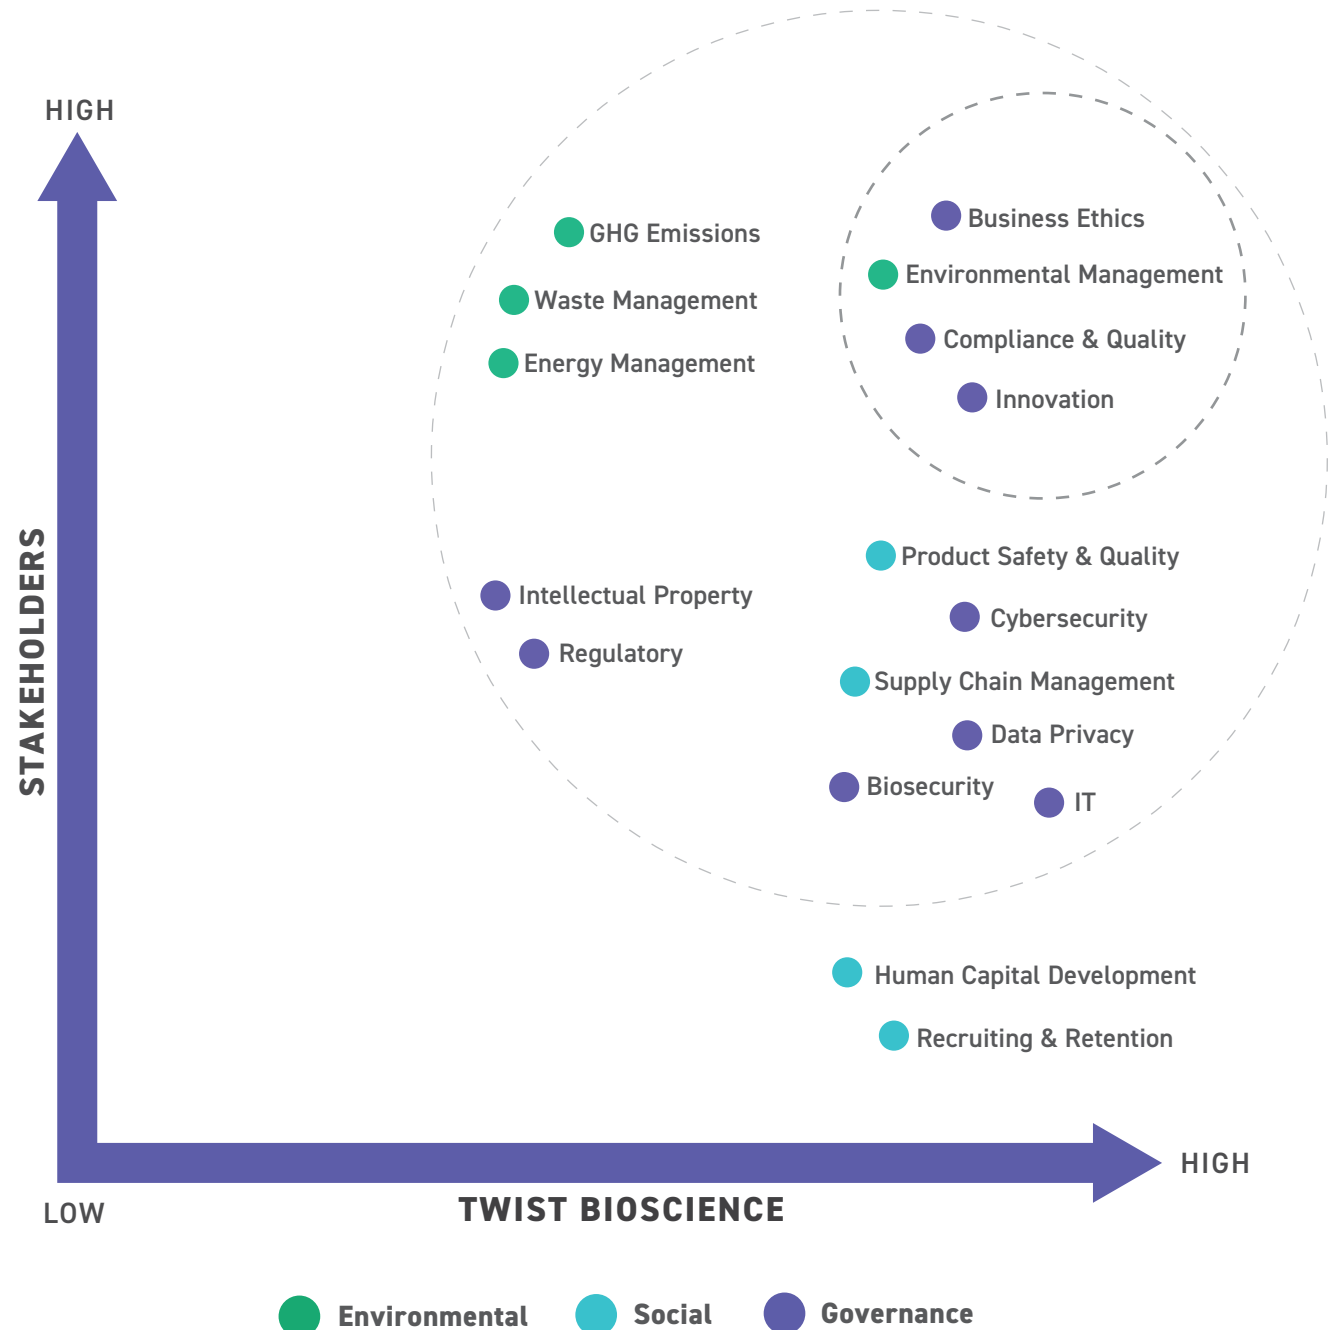 HIGH
Business Ethics
GHG Emissions
Environmental Management
Waste Management
Compliance & Quality
Energy Management
Innovation
STAKEHOLDERS
Product Safety & Quality
Intellectual Property
Cybersecurity
Regulatory
Supply Chain Management
Data Privacy
Biosecurity
IT
Human Capital Development
Recruiting & Retention
HIGH
LOW
TWIST BIOSCIENCE
Environmental
Social
Governance